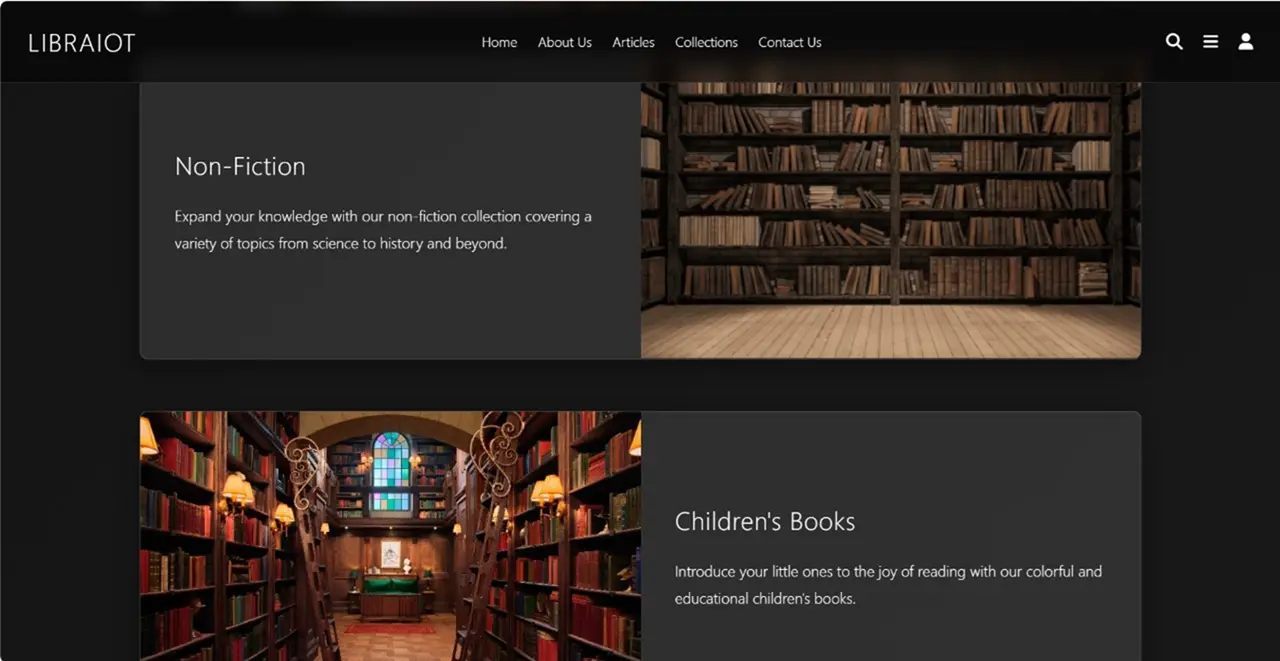 LIBRAIOT
Home About Us Articles Collections Contact Us
Non-Fiction
Expand your knowledge with our non-fiction collection covering a
variety of topics from science to history and beyond.
Children's Books
Introduce your little ones to the joy of reading with our colorful and
educational children's books.